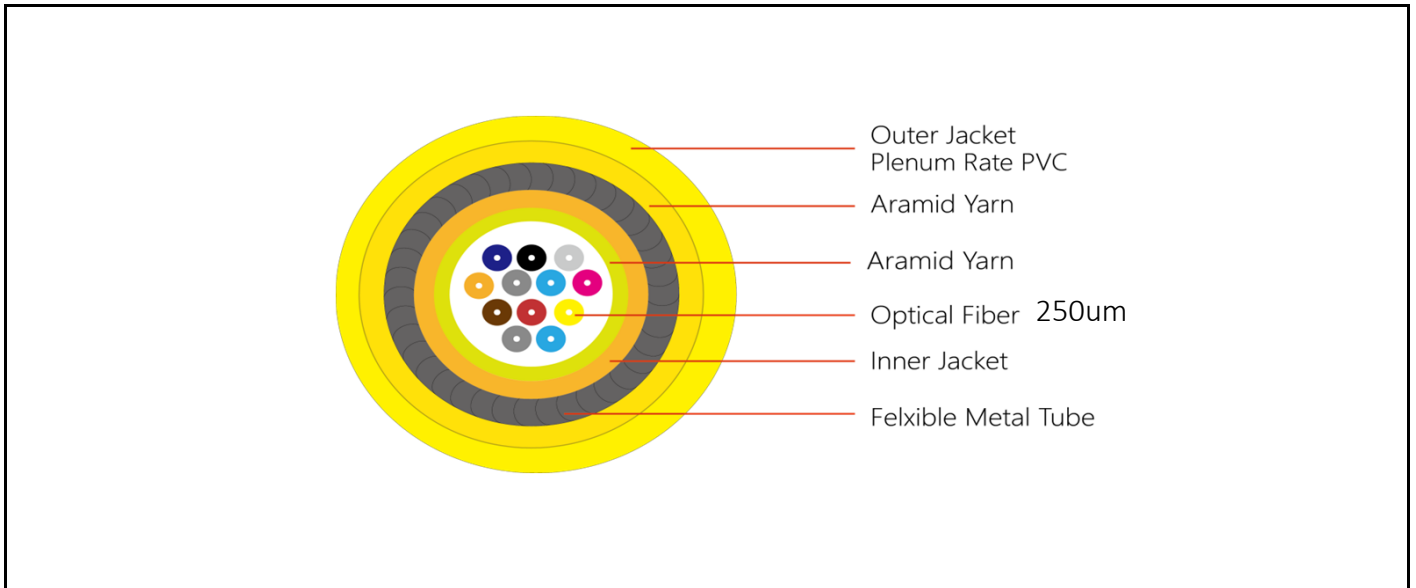 Outer Jacket
Plenum Rate PVC
Aramid Yarn
Aramid Yarn
Optical Fiber 250um
Inner Jacket
Felxible Metal Tube